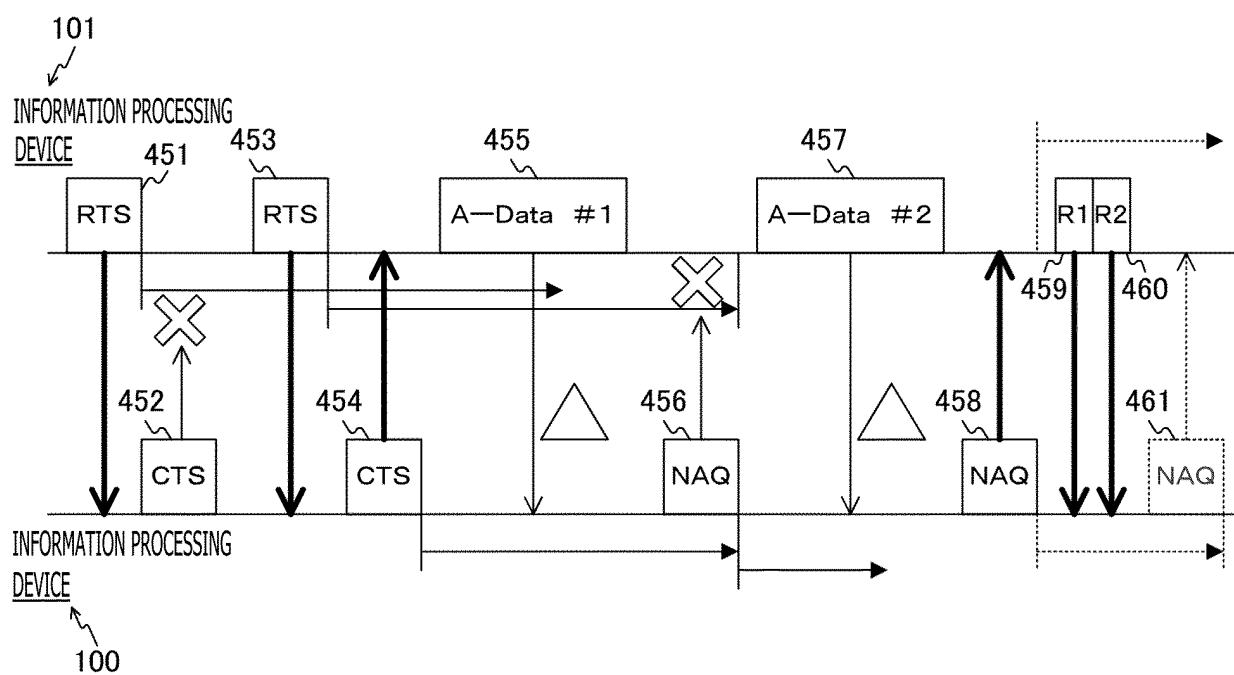 101
INFORMATION PROCESSING
DEVICE
451
453
455
457
RTS
RTS
A-Data #1
A-Data #2
R1
R2
459
460
452
454
456
458
461
CTS
CTS
NAQ
NAQ
NAQ
INFORMATION PROCESSING
DEVICE
100